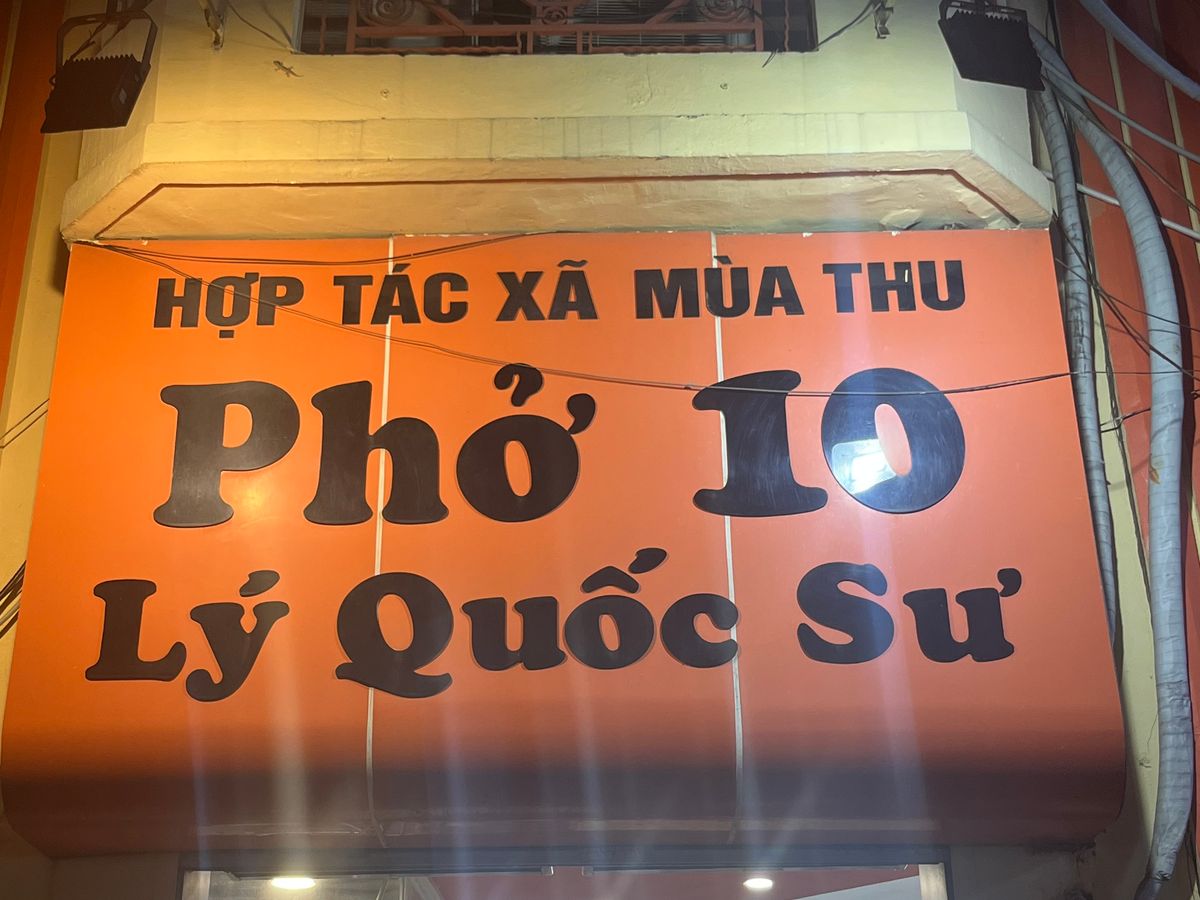 HỢP TÁC XÃ MÙA THU
Phở 10
Lý Quốc Sư